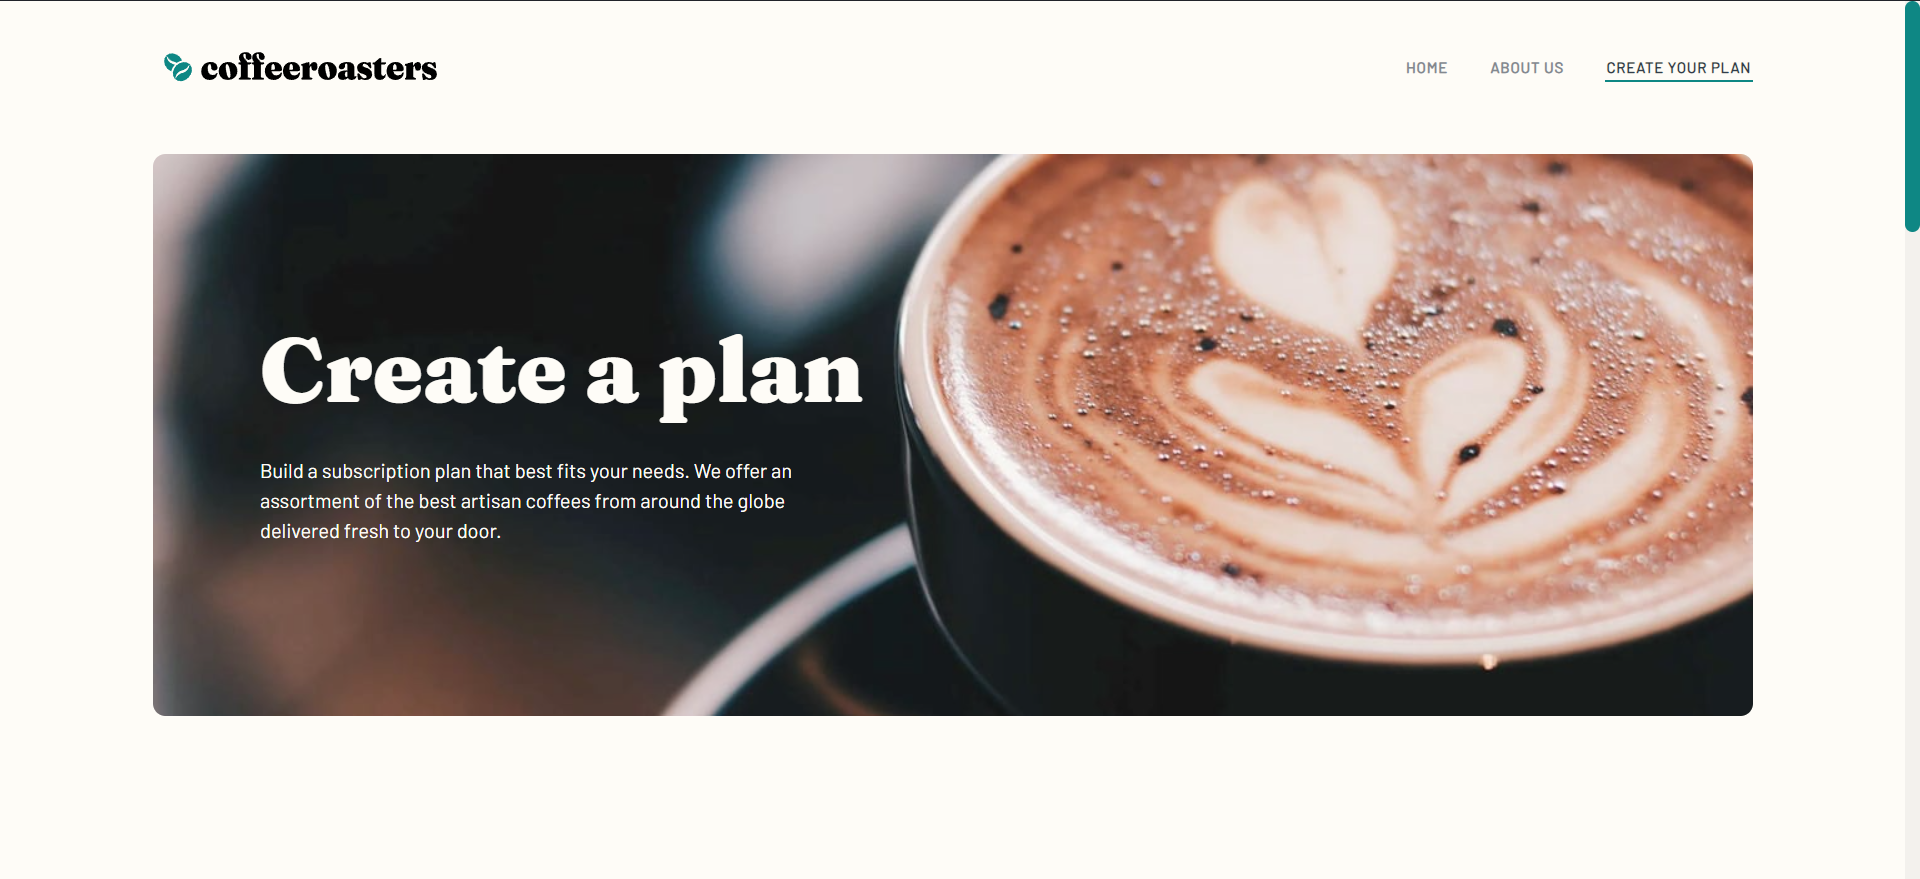 coffeeroasters
HOME ABOUT US CREATE YOUR PLAN
Create a plan
Build a subscription plan that best fits your needs. We offer an
assortment of the best artisan coffees from around the globe
delivered fresh to your door.